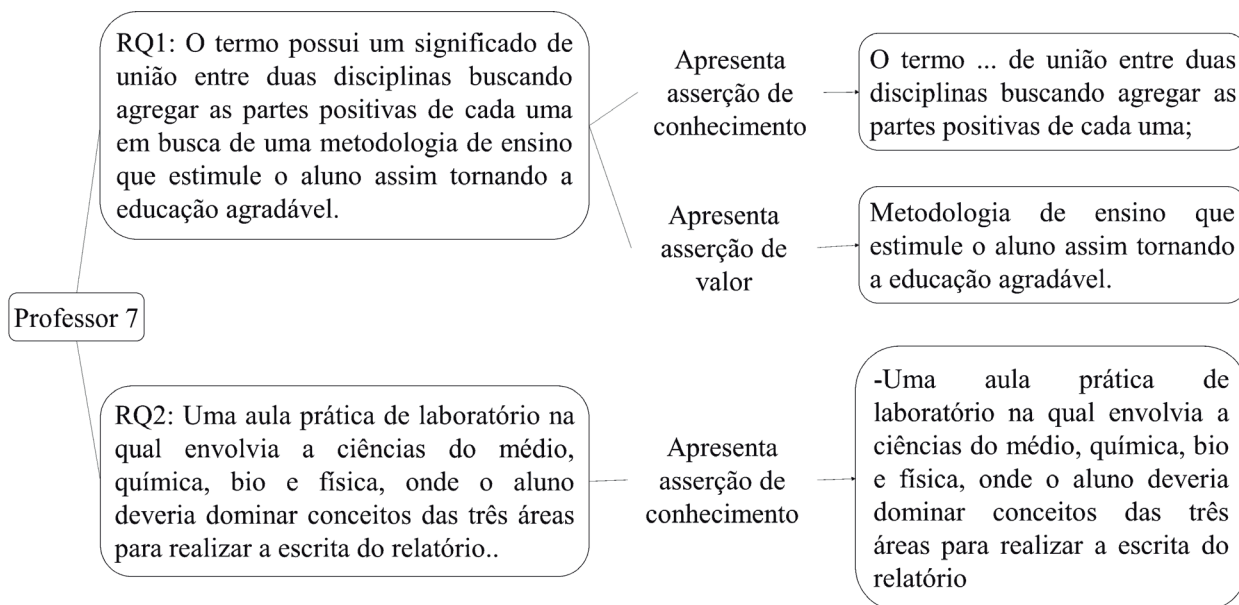 RQ1: O termo possui um significado de
união entre duas disciplinas buscando
agregar as partes positivas de cada uma
em busca de uma metodologia de ensino
que estimule o aluno assim tornando a
educação agradável.
Apresenta
asserção de
conhecimento
O termo ... de união entre duas
disciplinas buscando agregar as
partes positivas de cada uma;
Apresenta
asserção de
valor
Metodologia de ensino que
estimule o aluno assim tornando
a educação agradável.
Professor 7
RQ2: Uma aula prática de laboratório na
qual envolvia a ciências do médio,
química, bio e física, onde o aluno
deveria dominar conceitos das três áreas
para realizar a escrita do relatório..
Apresenta
asserção de
conhecimento
-Uma aula prática de
laboratório na qual envolvia a
ciências do médio, química, bio
e física, onde o aluno deveria
dominar conceitos das três
áreas para realizar a escrita do
relatório